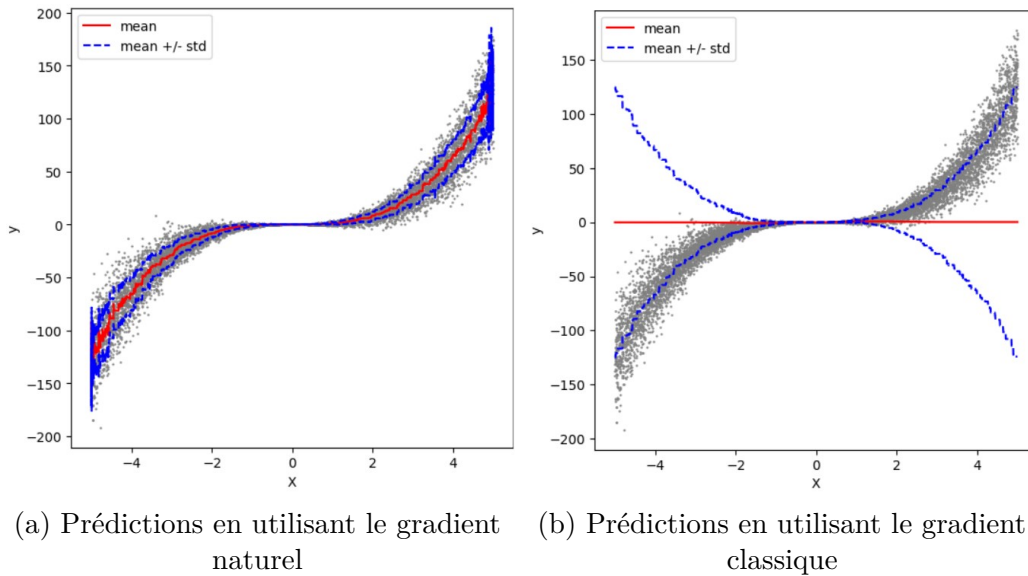 200
150
100
50
0
−50
−100
−150
−200
y
−4
−2
0
2
4
X
mean
mean +/- std
150
100
50
0
−50
−100
−150
−200
y
−4
−2
0
2
4
X
mean
mean +/- std
(a) Prédictions en utilisant le gradient
naturel
(b) Prédictions en utilisant le gradient
classique